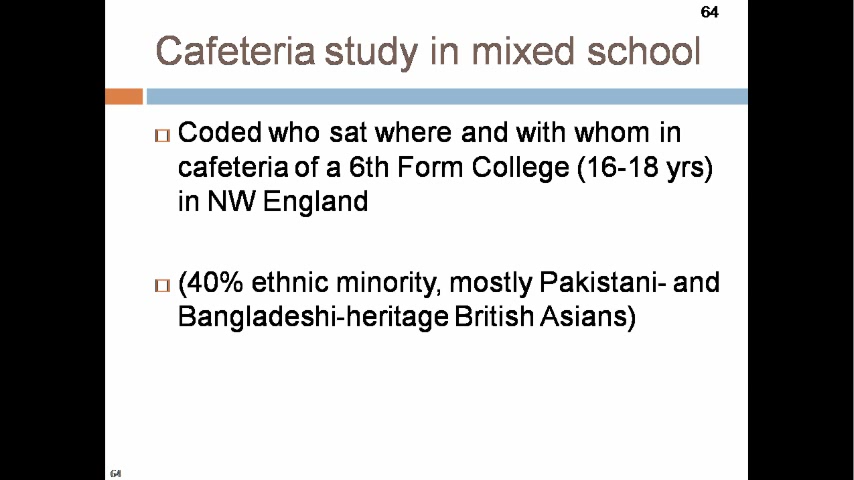 64
Cafeteria study in mixed school
Coded who sat where and with whom in
cafeteria of a 6th Form College (16-18 yrs)
in NW England
(40% ethnic minority, mostly Pakistani- and
Bangladeshi-heritage British Asians)
64